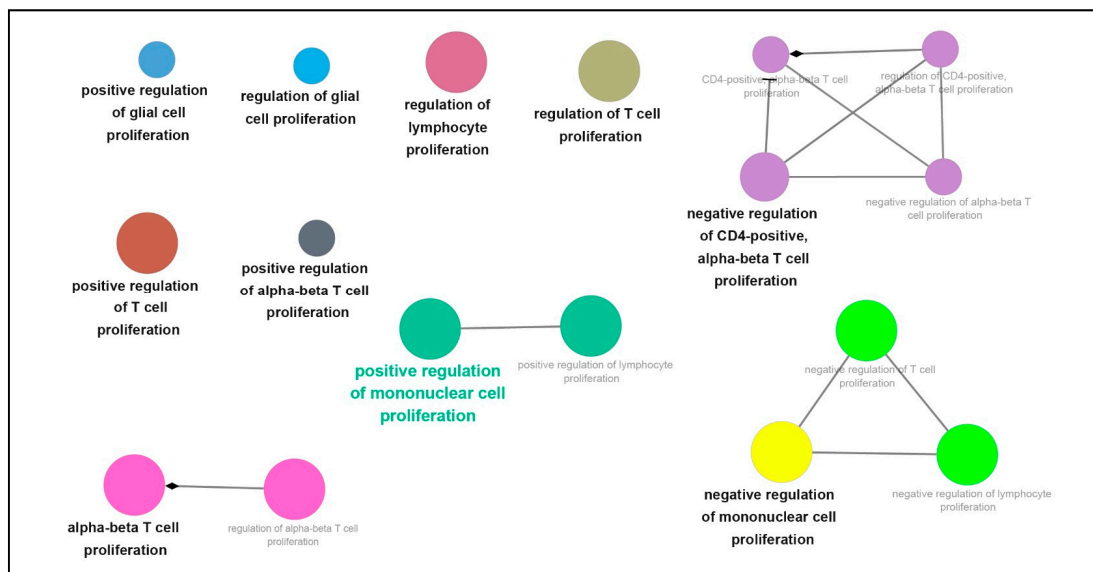 positive regulation
of glial cell
proliferation
regulation of glial
cell proliferation
regulation of
lymphocyte
proliferation
regulation of T cell
proliferation
CD4-positive, alpha-beta T cell
proliferation
regulation of CD4-positive,
alpha-beta T cell proliferation
negative regulation
of CD4-positive,
alpha-beta T cell
proliferation
negative regulation of alpha-beta T
cell proliferation
positive regulation
of T cell
proliferation
positive regulation
of alpha-beta T cell
proliferation
positive regulation
of mononuclear cell
proliferation
positive regulation of lymphocyte
proliferation
negative regulation of T cell
proliferation
negative regulation
of mononuclear cell
proliferation
negative regulation of lymphocyte
proliferation
alpha-beta T cell
proliferation
regulation of alpha-beta T cell
proliferation